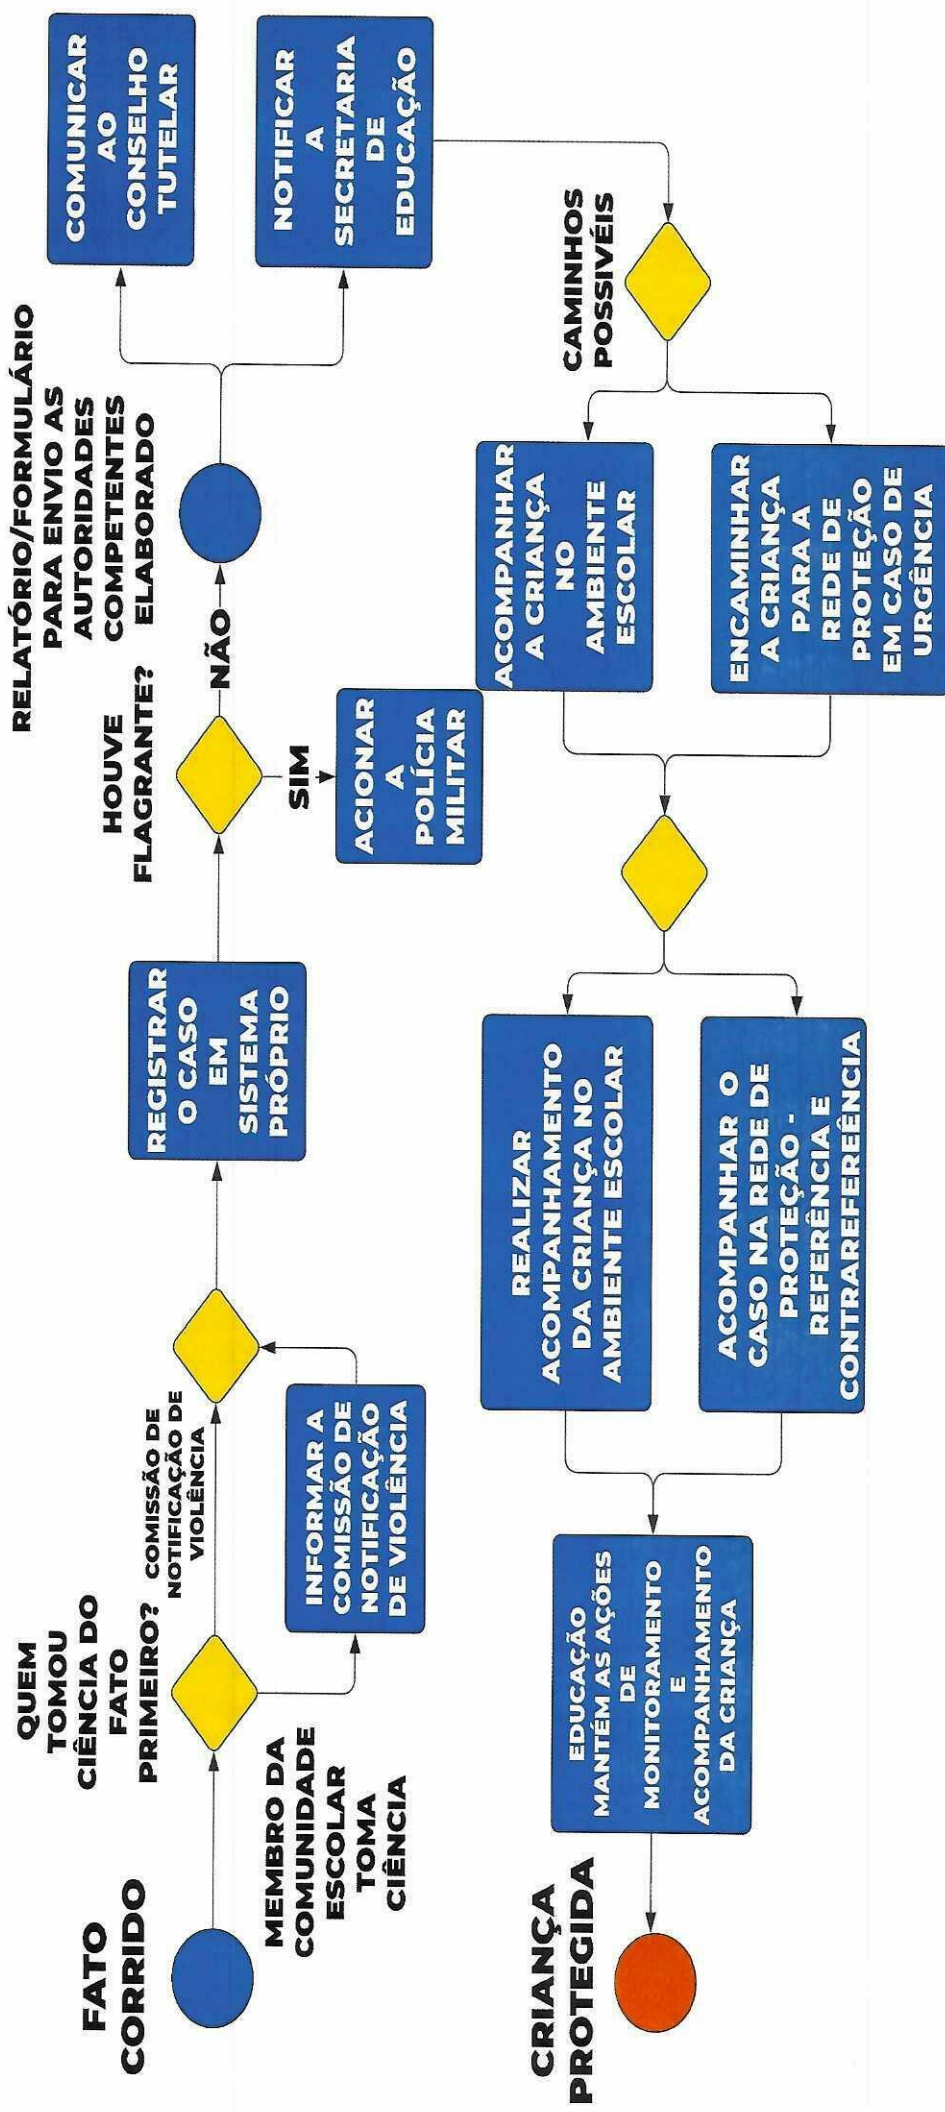 FATO
CORRIDO
QUEM
TOMOU
CIÊNCIA DO
FATO
PRIMEIRO?
COMISSÃO DE
NOTIFICAÇÃO DE
VIOLÊNCIA
MEMBRO DA
COMUNIDADE
ESCOLAR
TOMA
CIÊNCIA
INFORMAR A
COMISSÃO DE
NOTIFICAÇÃO
DE VIOLÊNCIA
REGISTRAR
O CASO
EM
SISTEMA
PRÓPRIO
HOUVE
FLAGRANTE?
NÃO
SIM
ACIONAR
A
POLÍCIA
MILITAR
RELATÓRIO/FORMULÁRIO
PARA ENVIO AS
AUTORIDADES
COMPETENTES
ELABORADO
COMUNICAR
AO
CONSELHO
TUTELAR
NOTIFICAR
A
SECRETARIA
DE
EDUCAÇÃO
CAMINHOS
POSSIVÉIS
ACOMPANHAR
A CRIANÇA
NO
AMBIENTE
ESCOLAR
ENCAMINHAR
A CRIANÇA
PARA A
REDE DE
PROTEÇÃO
EM CASO DE
URGÊNCIA
REALIZAR
ACOMPANHAMENTO
DA CRIANÇA NO
AMBIENTE ESCOLAR
ACOMPANHAR O
CASO NA REDE DE
PROTEÇÃO -
REFERÊNCIA E
CONTRAREFEREÊNCIA
EDUCAÇÃO
MANTÉM AS AÇÕES
DE
MONITORAMENTO
E
ACOMPANHAMENTO
DA CRIANÇA
CRIANÇA
PROTEGIDA